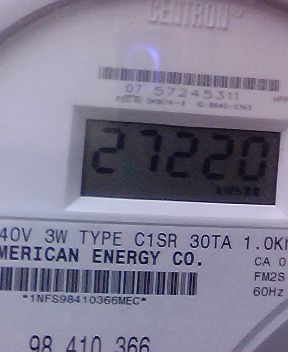 CENTRON®
07 57245311
27220
kWh
40V 3W TYPE C1SR 30TA 1.0K
MERICAN ENERGY CO.
CA 0
FM2S
60Hz
*1NFS98410366MEC*
98 410 366